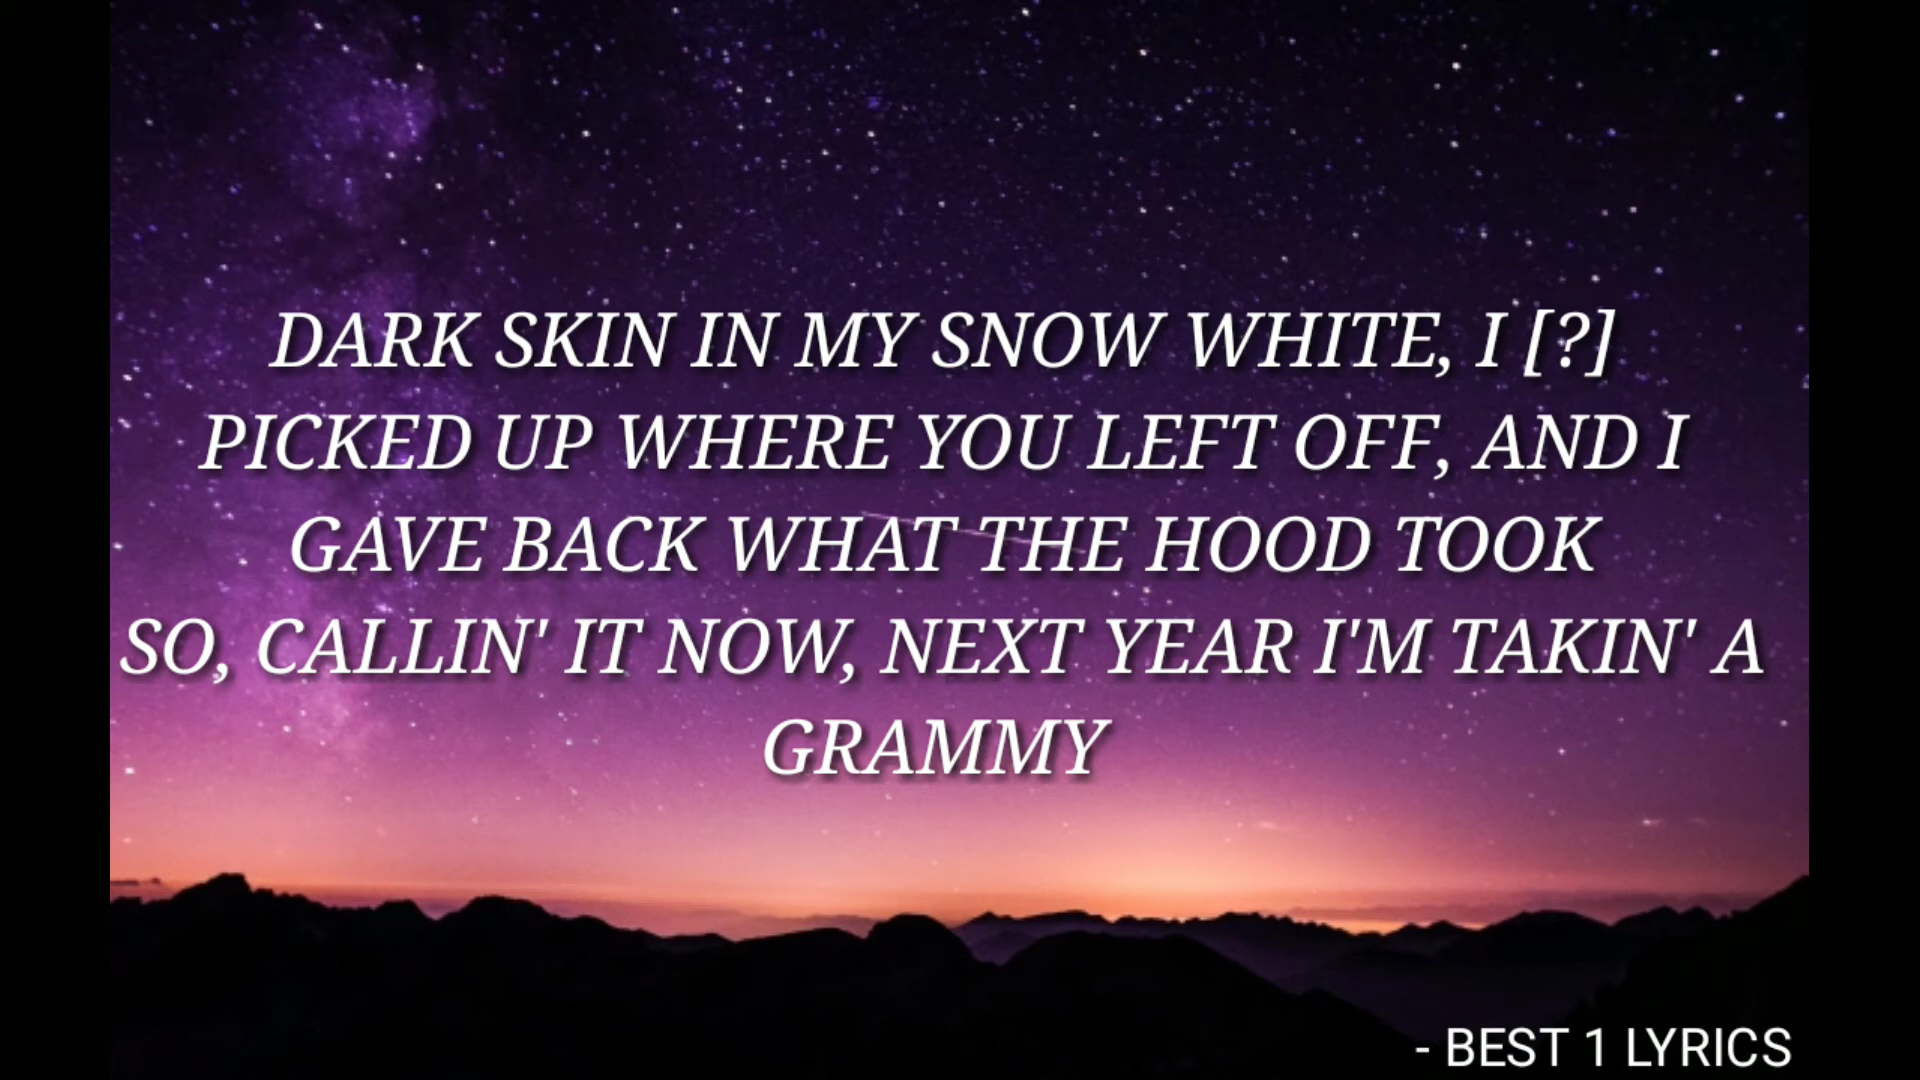 DARK SKIN IN MY SNOW WHITE, I [?]
PICKED UP WHERE YOU LEFT OFF, AND I
GAVE BACK WHAT THE HOOD TOOK
SO, CALLIN' IT NOW, NEXT YEAR I'M TAKIN' A
GRAMMY
- BEST 1 LYRICS